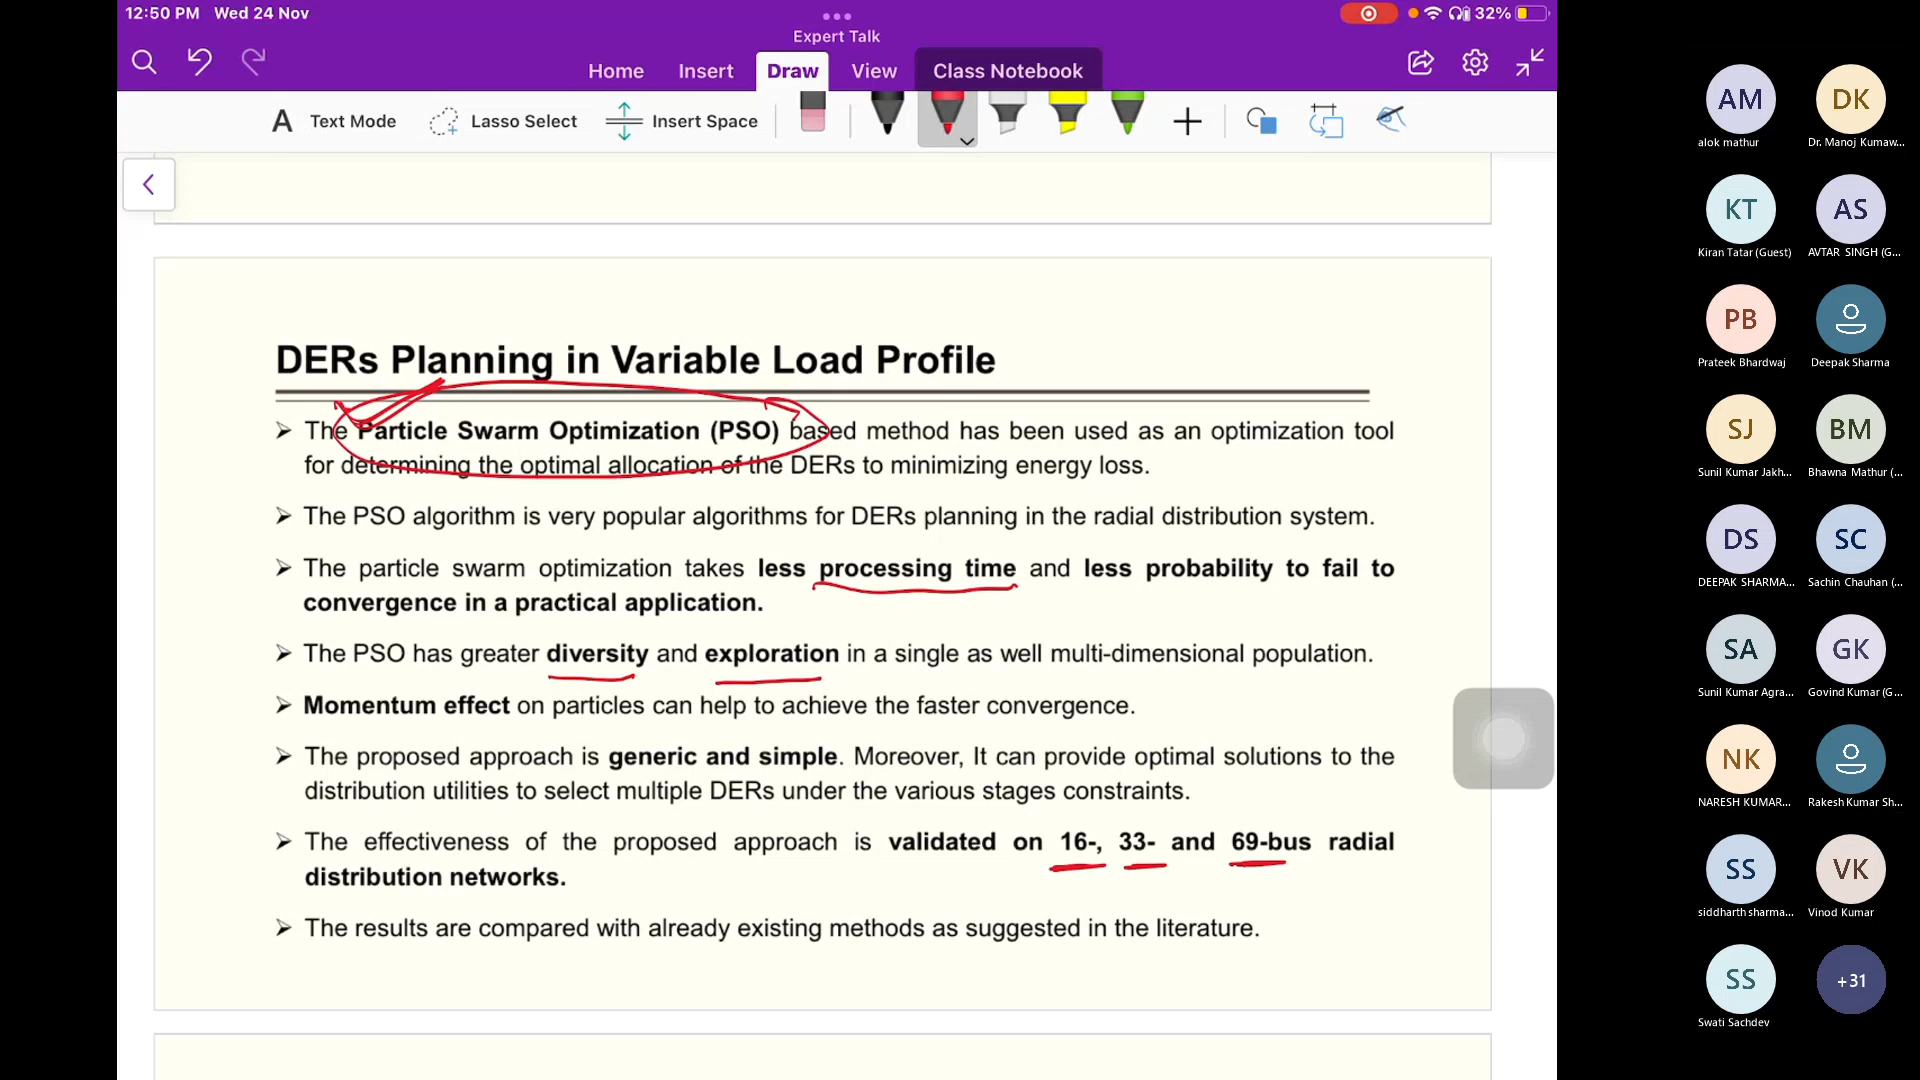 12:50 PM Wed 24 Nov
32%
Expert Talk
Home Insert Draw View Class Notebook
A Text Mode Lasso Select Insert Space
DERs Planning in Variable Load Profile
➢ The Particle Swarm Optimization (PSO) based method has been used as an optimization tool
for determining the optimal allocation of the DERs to minimizing energy loss.
➢ The PSO algorithm is very popular algorithms for DERs planning in the radial distribution system.
➢ The particle swarm optimization takes less processing time and less probability to fail to
convergence in a practical application.
➢ The PSO has greater diversity and exploration in a single as well multi-dimensional population.
➢ Momentum effect on particles can help to achieve the faster convergence.
➢ The proposed approach is generic and simple. Moreover, It can provide optimal solutions to the
distribution utilities to select multiple DERs under the various stages constraints.
➢ The effectiveness of the proposed approach is validated on 16-, 33- and 69-bus radial
distribution networks.
➢ The results are compared with already existing methods as suggested in the literature.
AM DK
alok mathur Dr. Manoj Kumaw...
KT AS
Kiran Tatar (Guest) AVTAR SINGH (G...
PB
Prateek Bhardwaj Deepak Sharma
SJ BM
Sunil Kumar Jakh... Bhawna Mathur (...
DS SC
DEEPAK SHARMA... Sachin Chauhan (...
SA GK
Sunil Kumar Agra... Govind Kumar (G...
NK
NARESH KUMAR... Rakesh Kumar Sh...
SS VK
siddharth sharma... Vinod Kumar
SS +31
Swati Sachdev